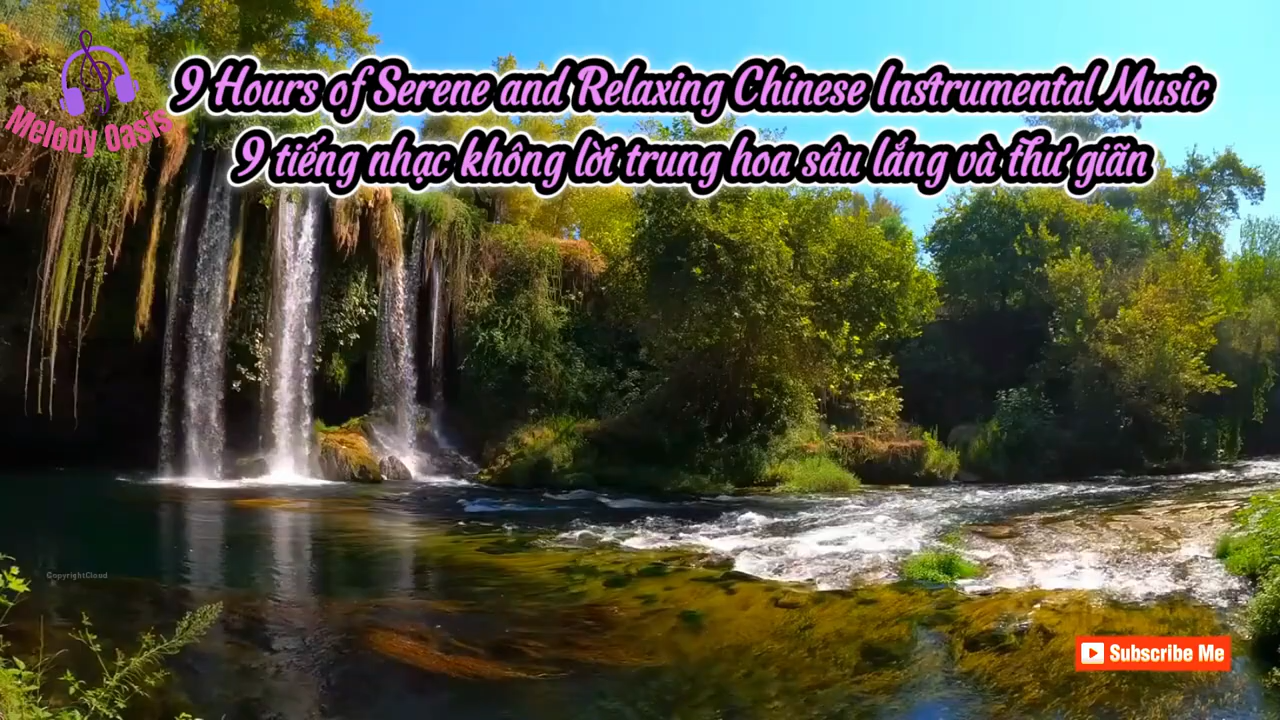 9 Hours of Serene and Relaxing Chinese Instrumental Music
9 tiếng nhạc không lời trung hoa sâu lắng và thư giãn
Melody Oasis
CopyrightCloud
Subscribe Me